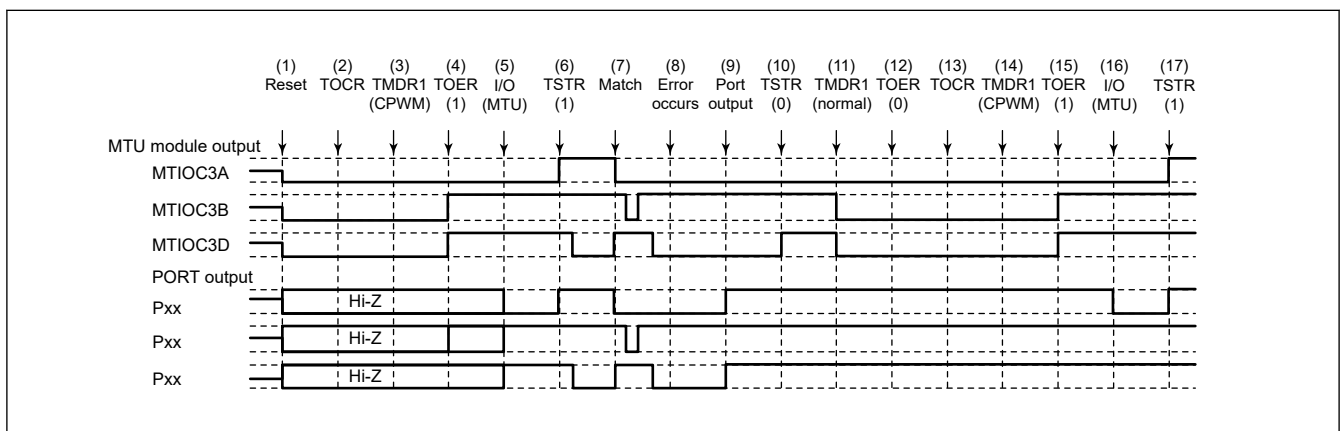 (1) (2) (3) (4) (5) (6) (7) (8) (9) (10) (11) (12) (13) (14) (15) (16) (17)
Reset TOCR TMDR1 TOER I/O TSTR Match Error Port TSTR TMDR1 TOER TOCR TMDR1 TOER I/O TSTR
(CPWM) (1) (MTU) (1) occurs output (0) (normal) (0) (CPWM) (1) (MTU) (1)
MTU module output
MTIOC3A
MTIOC3B
MTIOC3D
PORT output
Pxx Hi-Z
Pxx Hi-Z
Pxx Hi-Z